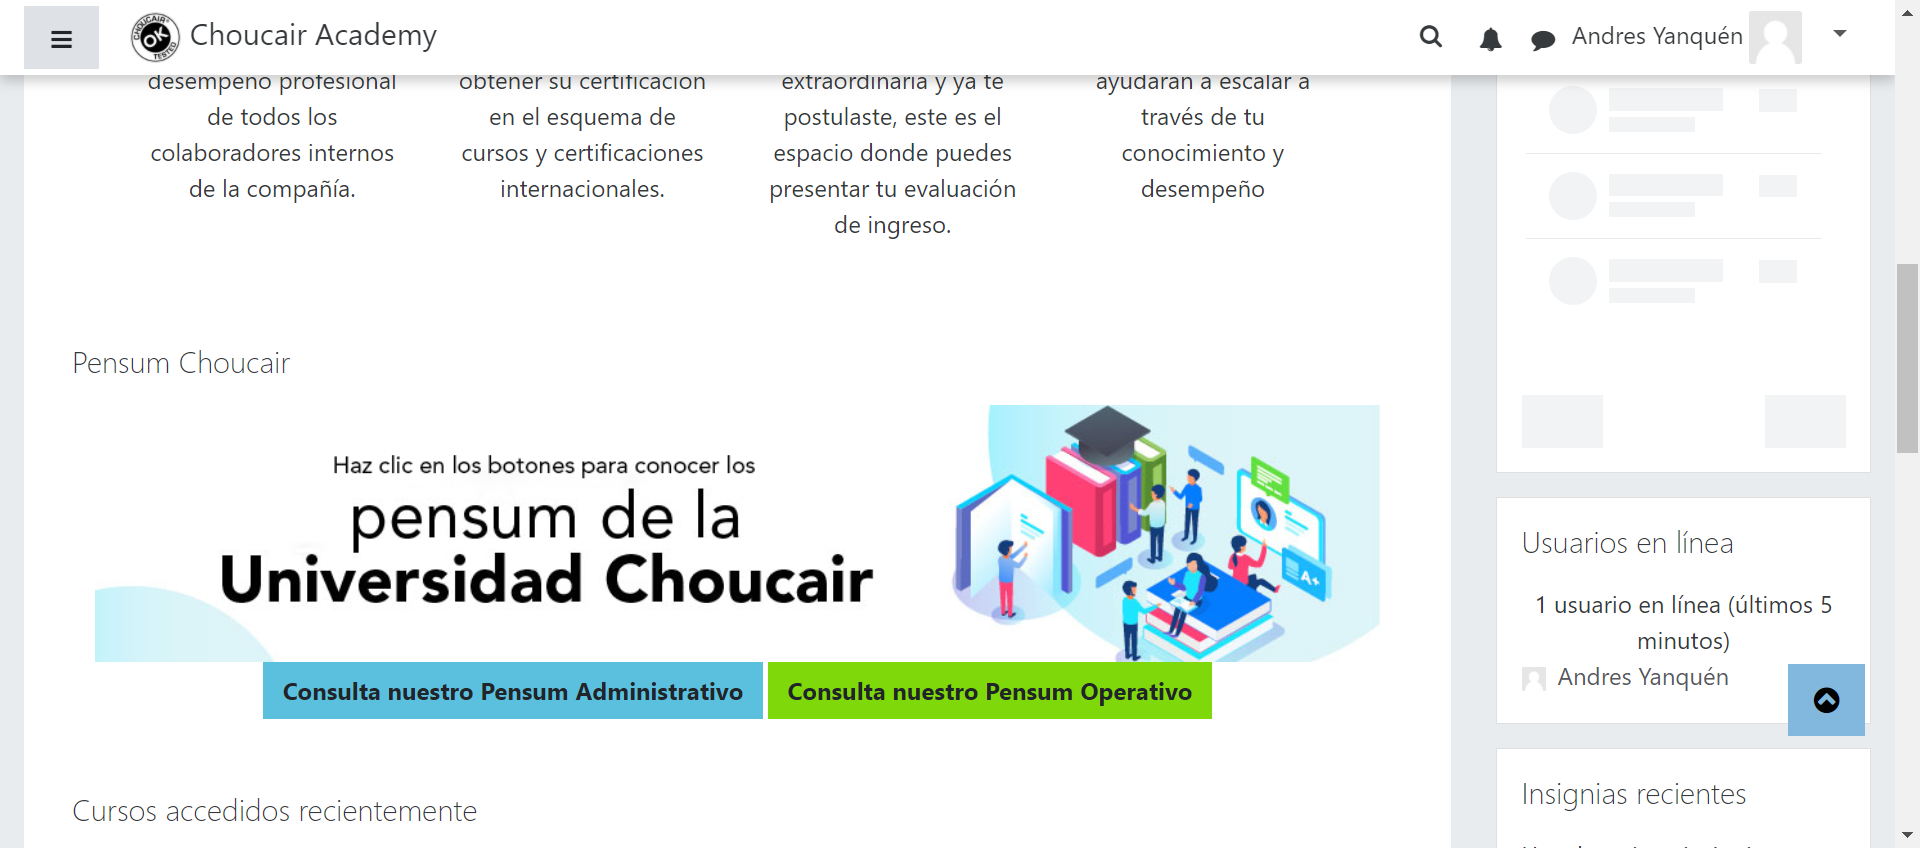 Choucair Academy
Andres Yanquén
desempeño profesional
de todos los
colaboradores internos
de la compañía.
obtener su certificación
en el esquema de
cursos y certificaciones
internacionales.
extraordinaria y ya te
postulaste, este es el
espacio donde puedes
presentar tu evaluación
de ingreso.
ayudarán a escalar a
través de tu
conocimiento y
desempeño
Pensum Choucair
Haz clic en los botones para conocer los
pensum de la
Universidad Choucair
A+
Consulta nuestro Pensum Administrativo
Consulta nuestro Pensum Operativo
Cursos accedidos recientemente
Usuarios en línea
1 usuario en línea (últimos 5
minutos)
Andres Yanquén
Insignias recientes
CHOUCAIR
OK
TESTED